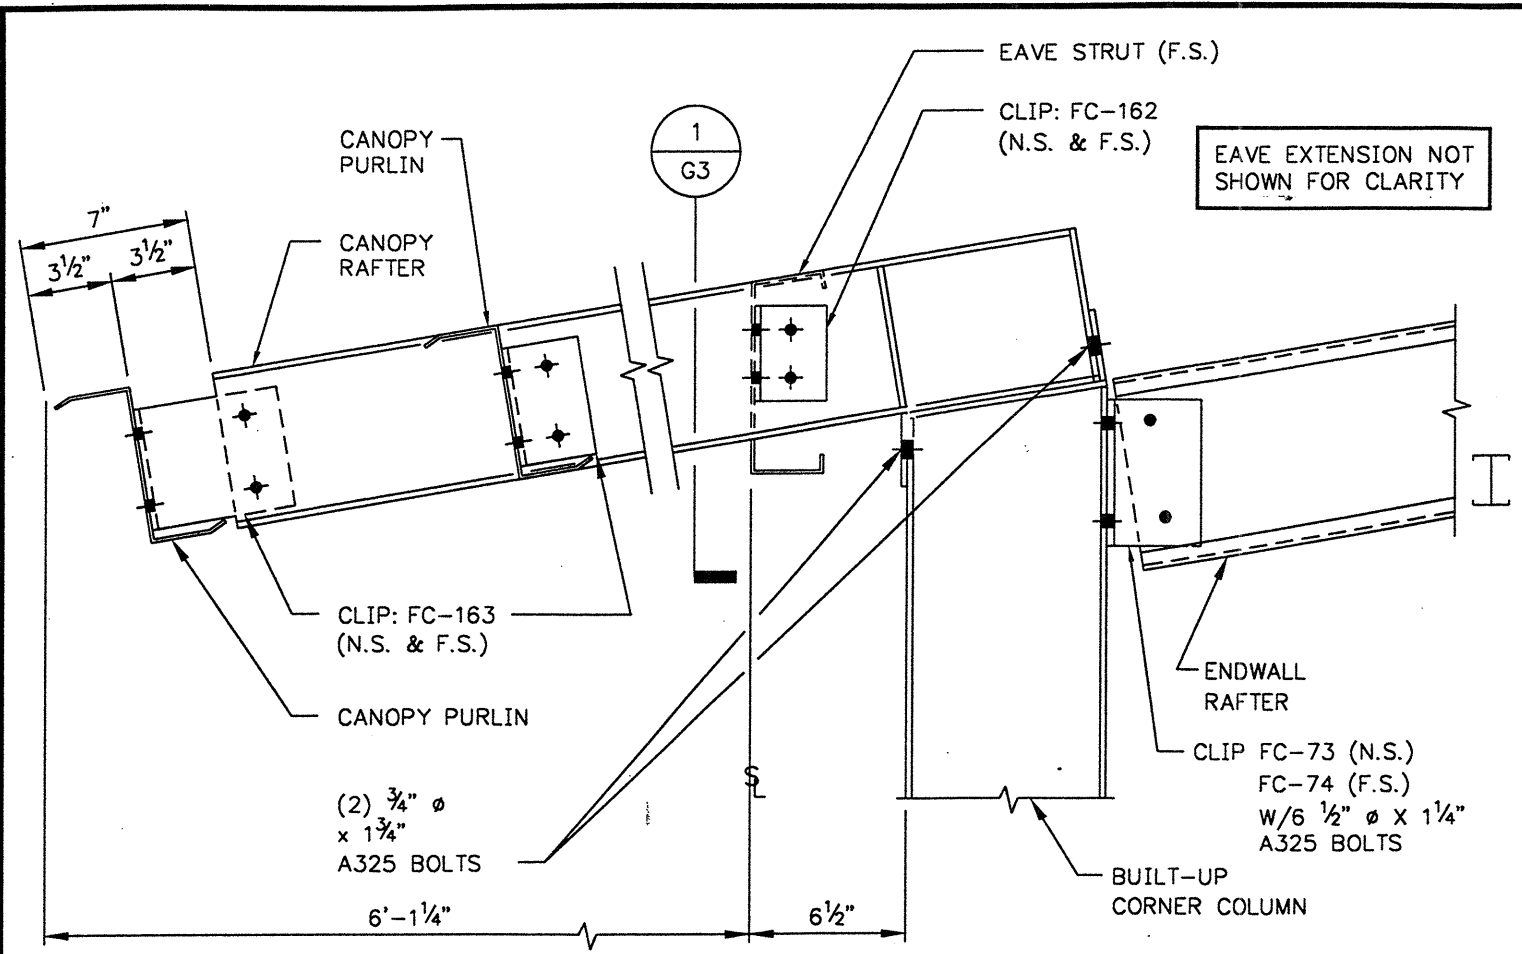 EAVE STRUT (F.S.)
CLIP: FC-162
(N.S. & F.S.)
EAVE EXTENSION NOT
SHOWN FOR CLARITY
1
G3
CANOPY
PURLIN
7"
3½"
3½"
CANOPY
RAFTER
CLIP: FC-163
(N.S. & F.S.)
CANOPY PURLIN
ENDWALL
RAFTER
CLIP FC-73 (N.S.)
FC-74 (F.S.)
W/6 ½" ø X 1¼"
A325 BOLTS
SL
(2) ¾" ø
x 1¾"
A325 BOLTS
BUILT-UP
CORNER COLUMN
6'-1¼"
6½"